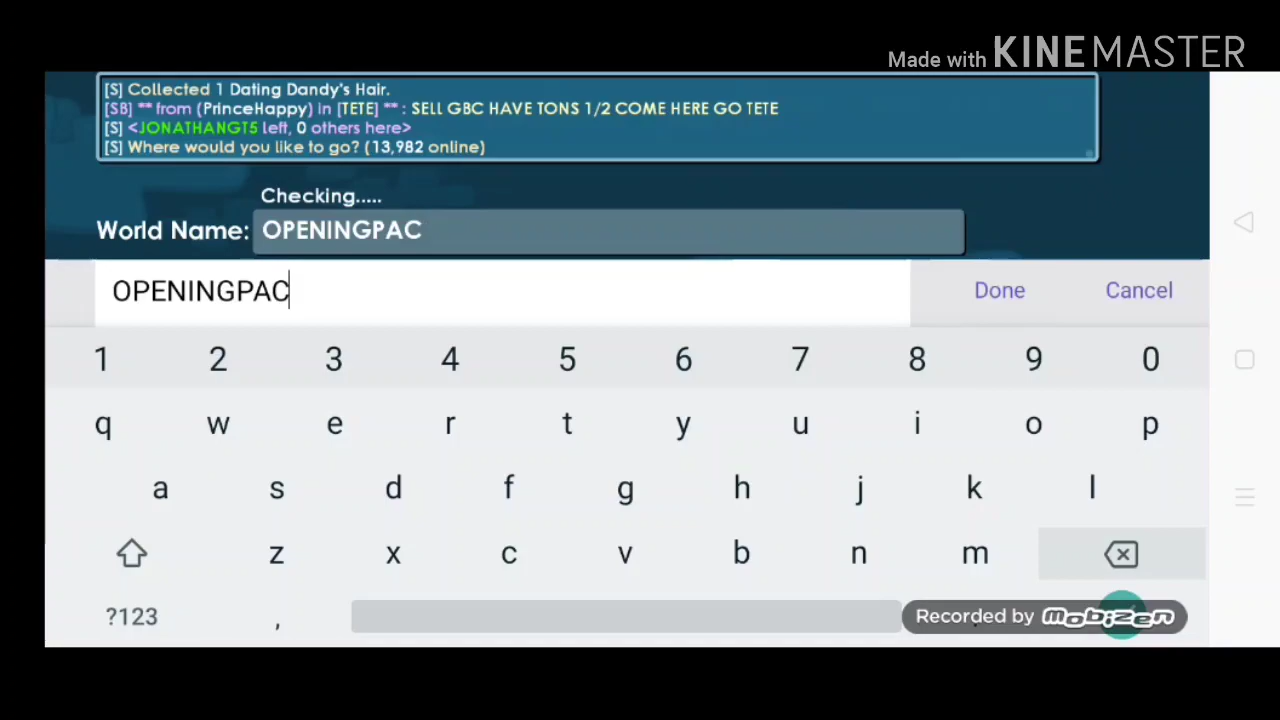 Made with KINEMASTER
[S] Collected 1 Dating Dandy's Hair.
[SB] ** from (PrinceHappy) in [TETE] ** : SELL GBC HAVE TONS 1/2 COME HERE GO TETE
[S] <JONATHANGT5 left, 0 others here>
[S] Where would you like to go? (13,982 online)
Checking.....
World Name: OPENINGPAC
OPENINGPAC Done Cancel
1 2 3 4 5 6 7 8 9 0
q w e r t y u i o p
a s d f g h j k l
z x c v b n m
?123 ,
Recorded by mobizen